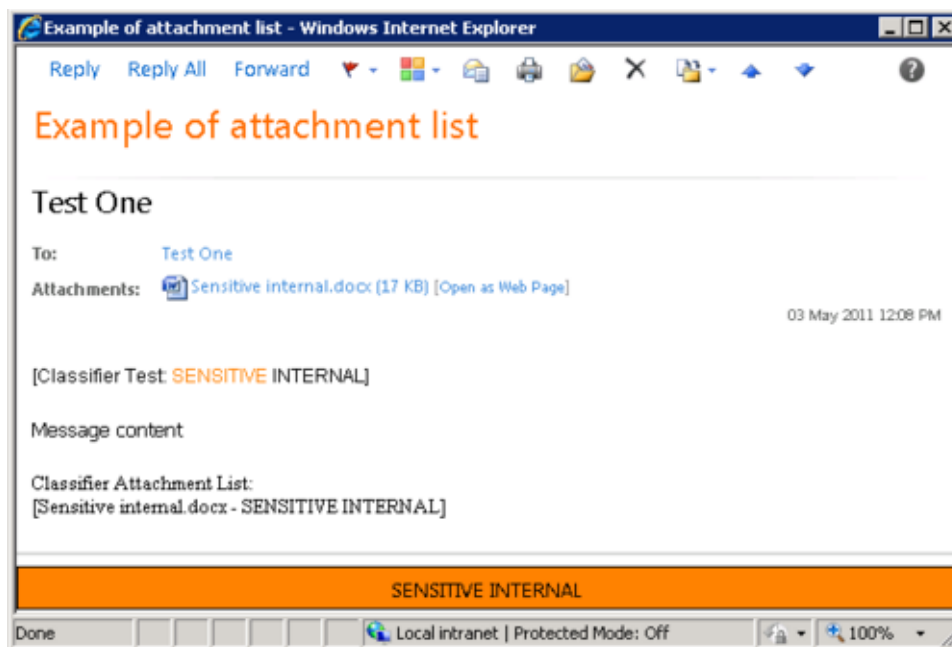 Example of attachment list - Windows Internet Explorer
Reply Reply All Forward
Example of attachment list
Test One
To: Test One
Attachments: Sensitive internal.docx (17 KB) [Open as Web Page]
03 May 2011 12:08 PM
[Classifier Test: SENSITIVE INTERNAL]
Message content
Classifier Attachment List:
[Sensitive internal.docx - SENSITIVE INTERNAL]
SENSITIVE INTERNAL
Done Local intranet | Protected Mode: Off 100%